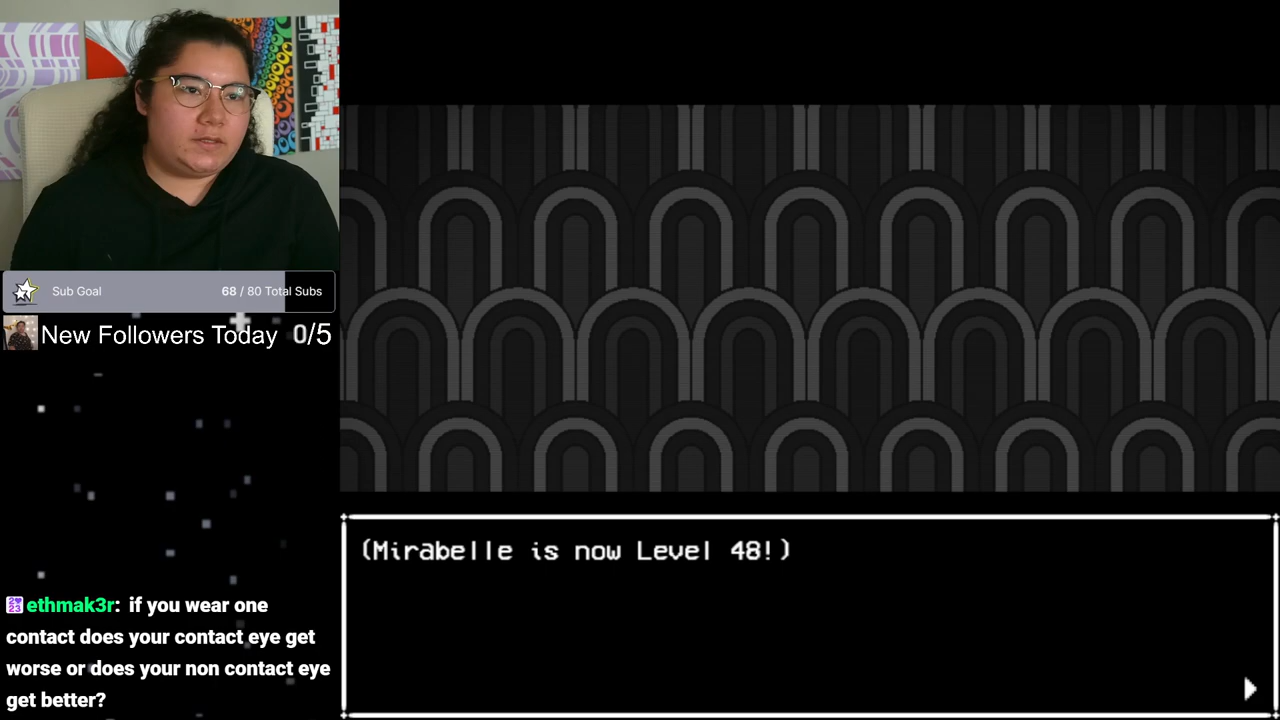 Sub Goal 68 / 80 Total Subs
New Followers Today 0/5
(Mirabelle is now Level 48!)
ethmak3r: if you wear one
contact does your contact eye get
worse or does your non contact eye
get better?